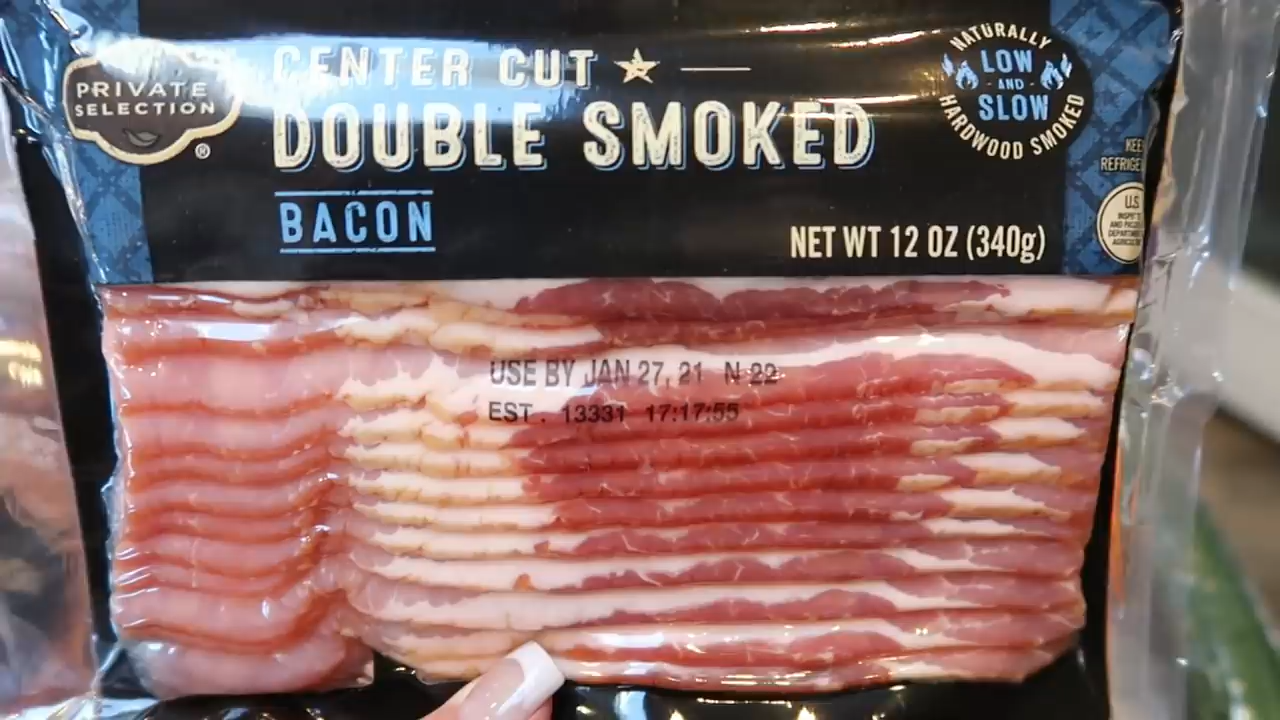 PRIVATE
SELECTION
®
CENTER CUT
DOUBLE SMOKED
BACON
NATURALLY
LOW
- AND -
SLOW
HARDWOOD SMOKED
NET WT 12 OZ (340g)
U.S.
USE BY JAN 27, 21 N 22
EST. 13331 17:17:55